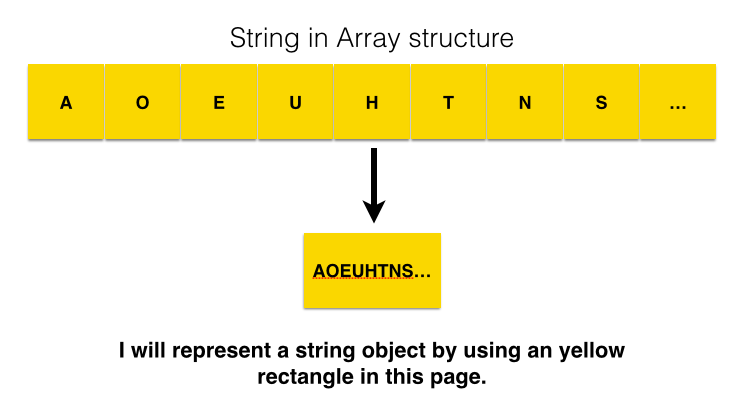 String in Array structure
A O E U H T N S ...
AOEUHTNS...
I will represent a string object by using an yellow
rectangle in this page.